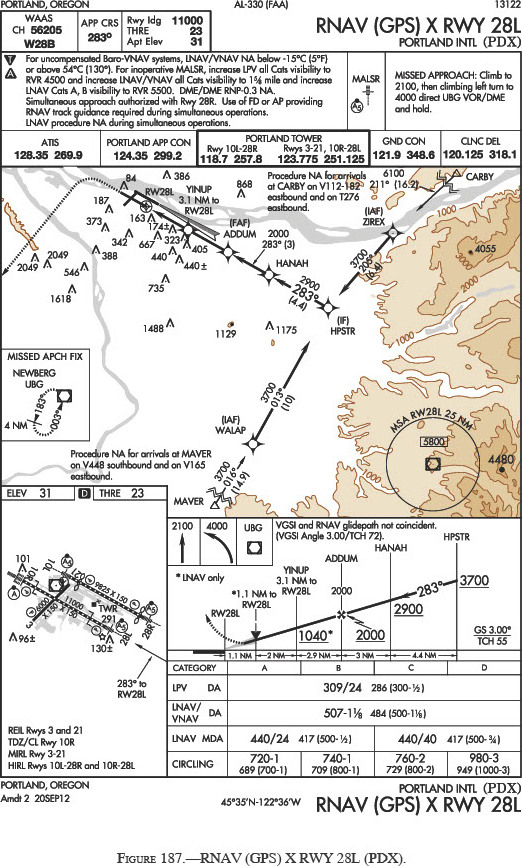 PORTLAND, OREGON AL-330 (FAA) 13122
WAAS
CH 56205
W28B
APP CRS
283°
Rwy ldg 11000
THRE 23
Apt Elev 31
RNAV (GPS) X RWY 28L
PORTLAND INTL (PDX)
T
A
For uncompensated Baro-VNAV systems, LNAV/VNAV NA below -15°C (5°F)
or above 54°C (130°). For inoperative MALSR, increase LPV all Cats visibility to
RVR 4500 and increase LNAV/VNAV all Cats visibility to 1⅝ mile and increase
LNAV Cats A, B visibility to RVR 5500. DME/DME RNP-0.3 NA.
Simultaneous approach authorized with Rwy 28R. Use of FD or AP providing
RNAV track guidance required during simultaneous operations.
LNAV procedure NA during simultaneous operations.
MALSR
MISSED APPROACH: Climb to
2100, then climbing left turn to
4000 direct UBG VOR/DME
and hold.
ATIS
128.35 269.9
PORTLAND APP CON
124.35 299.2
PORTLAND TOWER
Rwy 10L-28R Rwys 3-21, 10R-28L
118.7 257.8 123.775 251.125
GND CON
121.9 348.6
CLNC DEL
120.125 318.1
84
386
187
RW28L
YINUP
3.1 NM to
RW28L
868
Procedure NA for arrivals
at CARBY on V112-182
eastbound and on T276
eastbound.
6100
211° (16.2)
(IAF)
ZIREX
163
174±
373
342
667
323
405
388
440
440±
(FAF)
ADDUM
2000
283° (3)
HANAH
2900
283°
(4.4)
3700
206°
(6.4)
4055
2049
2049
546
1618
735
1488
1129
1175
(IF)
HPSTR
1000
MISSED APCH FIX
NEWBERG
UBG
4 NM
183°
003°
3700
013°
(10)
(IAF)
WALAP
MSA RW28L 25 NM
5800
4480
Procedure NA for arrivals at MAVER
on V448 southbound and on V165
eastbound.
3700
016°
(14.9)
MAVER
ELEV 31 D THRE 23
101
101
9825 X 150
11000
X 150
6000
X 150
TWR
291
96±
130±
28R
28L
283° to
RW28L
REIL Rwys 3 and 21
TDZ/CL Rwy 10R
MIRL Rwy 3-21
HIRL Rwys 10L-28R and 10R-28L
2100
4000
UBG
VGSI and RNAV glidepath not coincident.
(VGSI Angle 3.00/TCH 72).
HPSTR
HANAH
ADDUM
YINUP
3.1 NM to
RW28L
*LNAV only
*1.1 NM to
RW28L
RW28L
2000
283°
3700
2900
2000
1040*
GS 3.00°
TCH 55
1.1 NM 2 NM 2.9 NM 3 NM 4.4 NM
CATEGORY A B C D
LPV DA 309/24 286 (300-½)
LNAV/
VNAV DA 507-1⅛ 484 (500-1⅛)
LNAV MDA 440/24 417 (500-½) 440/40 417 (500-¾)
CIRCLING 720-1 740-1 760-2 980-3
689 (700-1) 709 (800-1) 729 (800-2) 949 (1000-3)
PORTLAND, OREGON
Amdt 2 20SEP12
45°35'N-122°36'W
PORTLAND INTL (PDX)
RNAV (GPS) X RWY 28L
FIGURE 187.—RNAV (GPS) X RWY 28L (PDX).